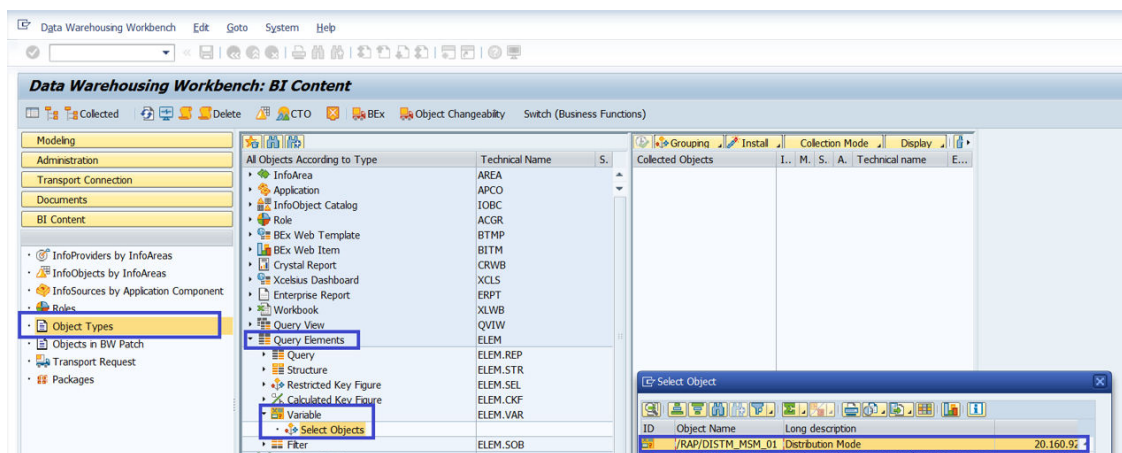 Data Warehousing Workbench Edit Goto System Help
Data Warehousing Workbench: BI Content
Collected Delete CTO BEx Object Changeability Switch (Business Functions)
Modeling
Administration
Transport Connection
Documents
BI Content
InfoProviders by InfoAreas
InfoObjects by InfoAreas
InfoSources by Application Component
Roles
Object Types
Objects in BW Patch
Transport Request
Packages
All Objects According to Type Technical Name S.
InfoArea AREA
Application APCO
InfoObject Catalog IOBC
Role ACGR
BEx Web Template BTMP
BEx Web Item BITM
Crystal Report CRWB
Xcelsius Dashboard XCLS
Enterprise Report ERPT
Workbook XLWB
Query View QVIW
Query Elements ELEM
Query ELEM.REP
Structure ELEM.STR
Restricted Key Figure ELEM.SEL
Calculated Key Figure ELEM.CKF
Variable ELEM.VAR
Select Objects
Filter ELEM.SOB
Grouping Install Collection Mode Display
Collected Objects I.. M. S.. A. Technical name E...
Select Object
ID Object Name Long description
/RAP/DISTM_MSM_01 Distribution Mode 20.160.92